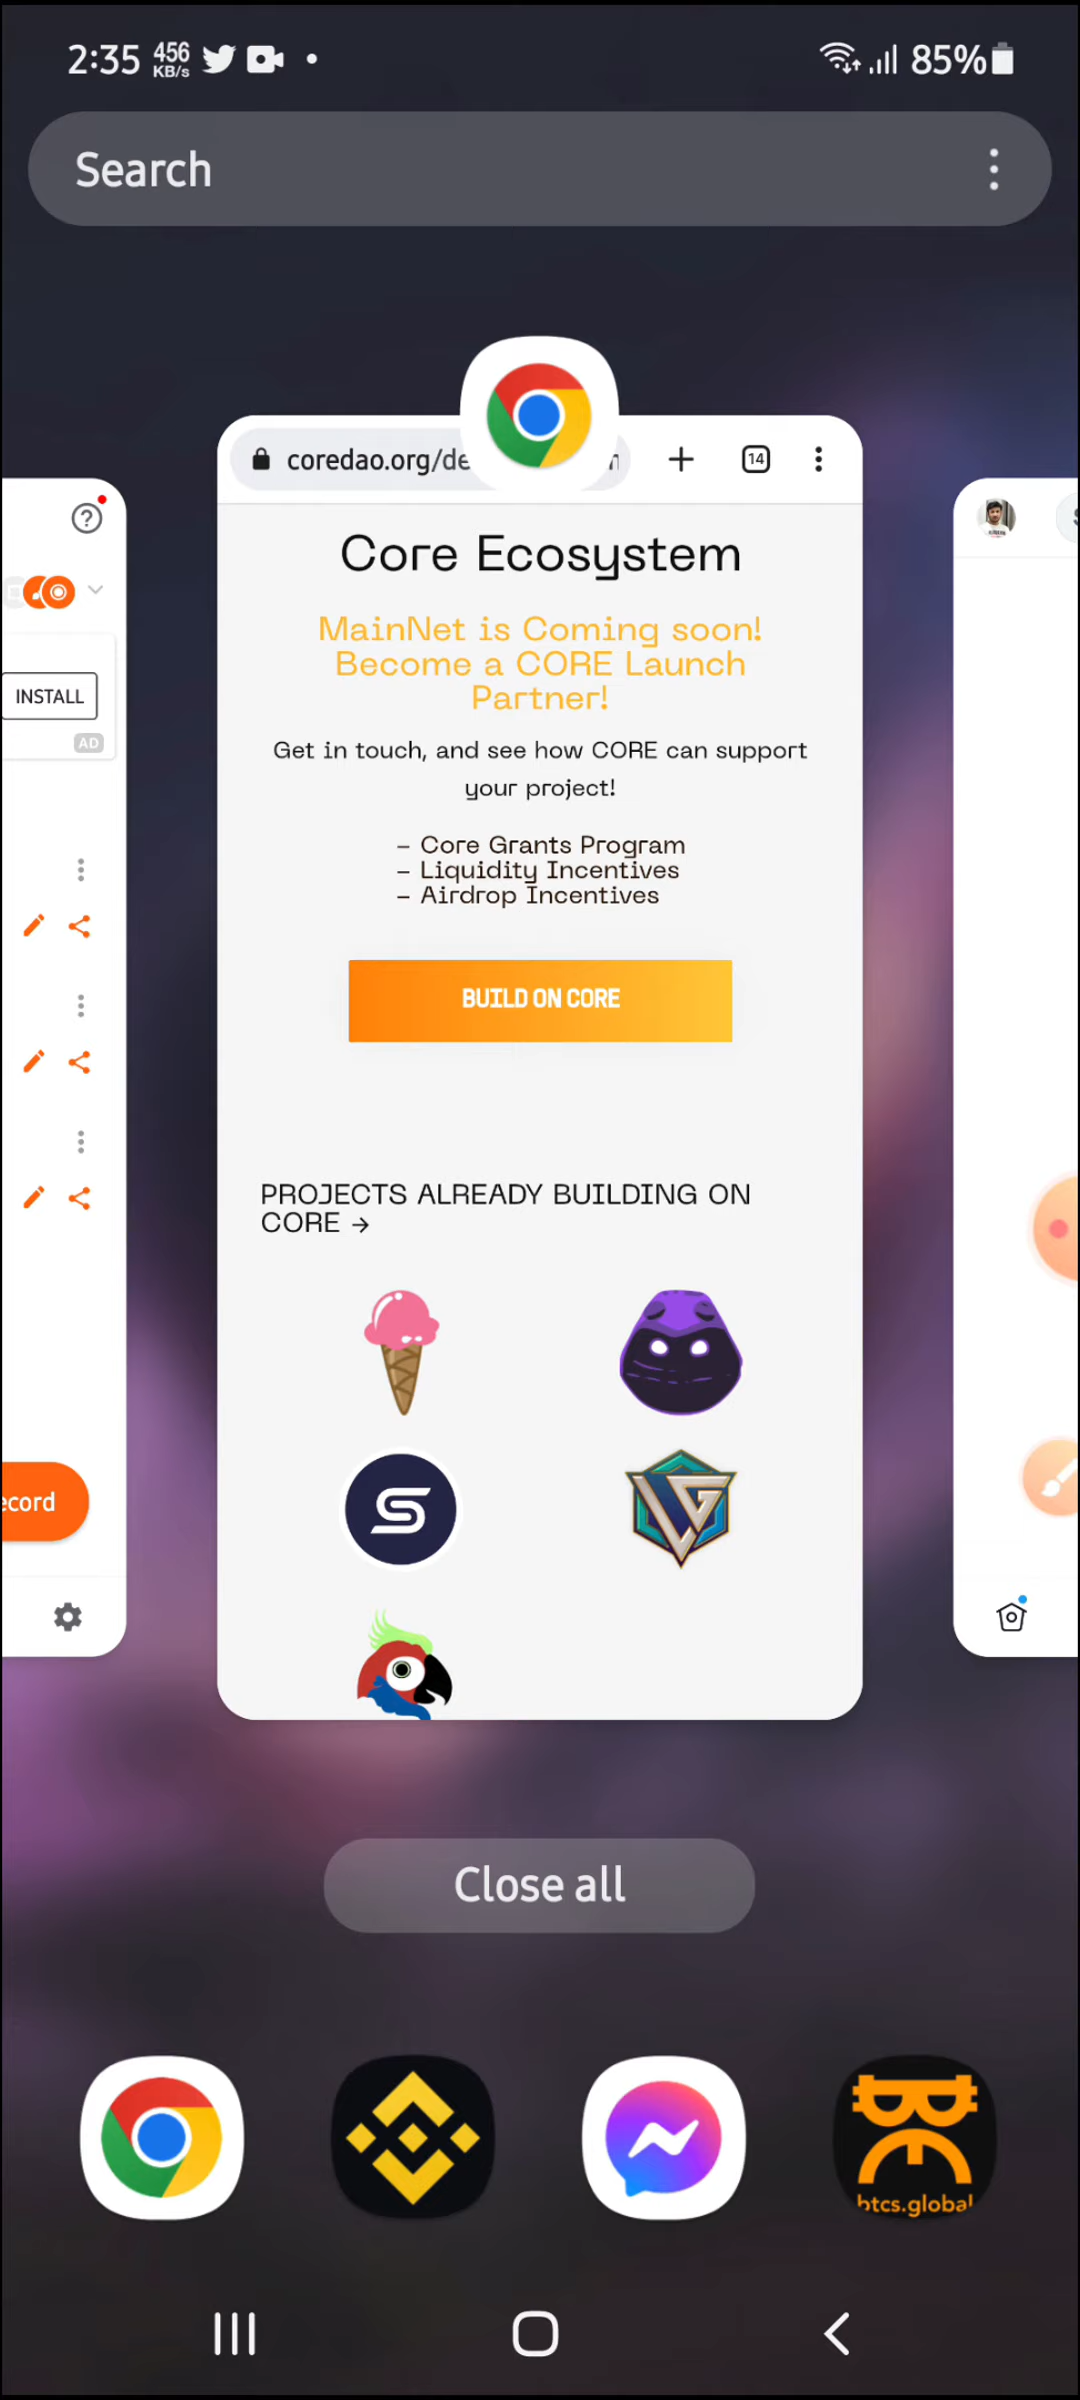 2:35 456 KB/s 85%
Search
coredao.org/de
14
Core Ecosystem
MainNet is Coming soon!
Become a CORE Launch
Partner!
Get in touch, and see how CORE can support
your project!
– Core Grants Program
– Liquidity Incentives
– Airdrop Incentives
BUILD ON CORE
PROJECTS ALREADY BUILDING ON
CORE →
INSTALL
AD
ecord
Close all
btcs.global